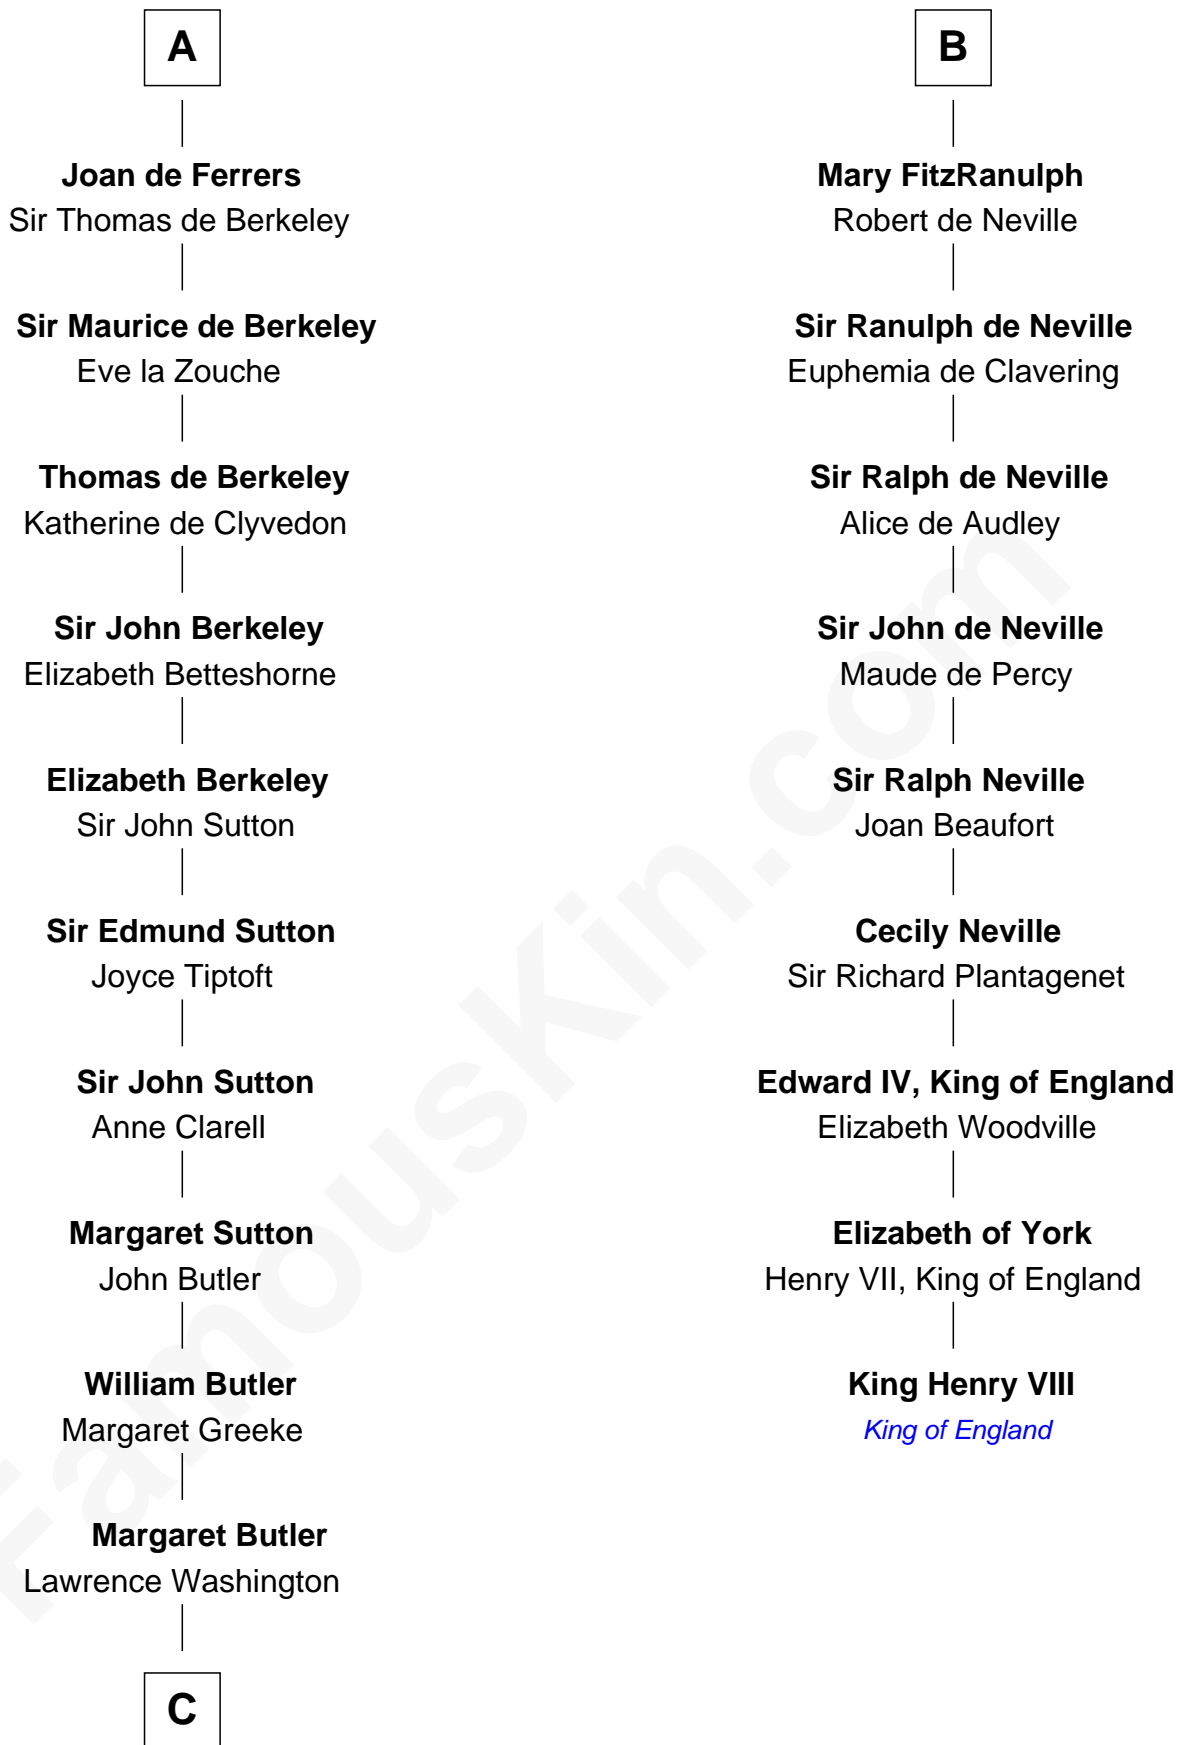 A
Joan de Ferrers
Sir Thomas de Berkeley
Sir Maurice de Berkeley
Eve la Zouche
Thomas de Berkeley
Katherine de Clyvedon
Sir John Berkeley
Elizabeth Betteshorne
Elizabeth Berkeley
Sir John Sutton
Sir Edmund Sutton
Joyce Tiptoft
Sir John Sutton
Anne Clarell
Margaret Sutton
John Butler
William Butler
Margaret Greeke
Margaret Butler
Lawrence Washington
C
B
Mary FitzRanulph
Robert de Neville
Sir Ranulph de Neville
Euphemia de Clavering
Sir Ralph de Neville
Alice de Audley
Sir John de Neville
Maude de Percy
Sir Ralph Neville
Joan Beaufort
Cecily Neville
Sir Richard Plantagenet
Edward IV, King of England
Elizabeth Woodville
Elizabeth of York
Henry VII, King of England
King Henry VIII
King of England
FamousKin.com